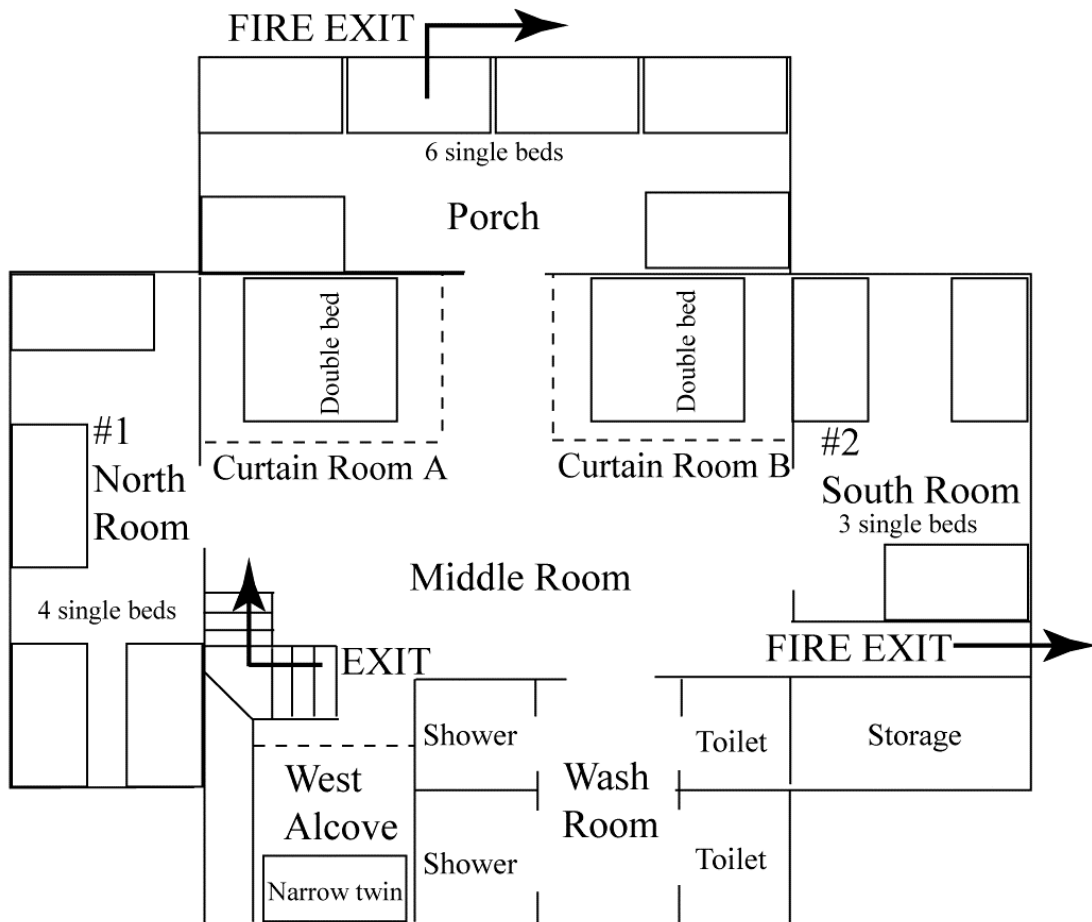 FIRE EXIT
6 single beds
Porch
Double bed
Double bed
#1
North
Room
Curtain Room A
Curtain Room B
#2
South Room
3 single beds
4 single beds
Middle Room
EXIT
FIRE EXIT
Shower
Toilet
Storage
West
Alcove
Wash
Room
Shower
Toilet
Narrow twin